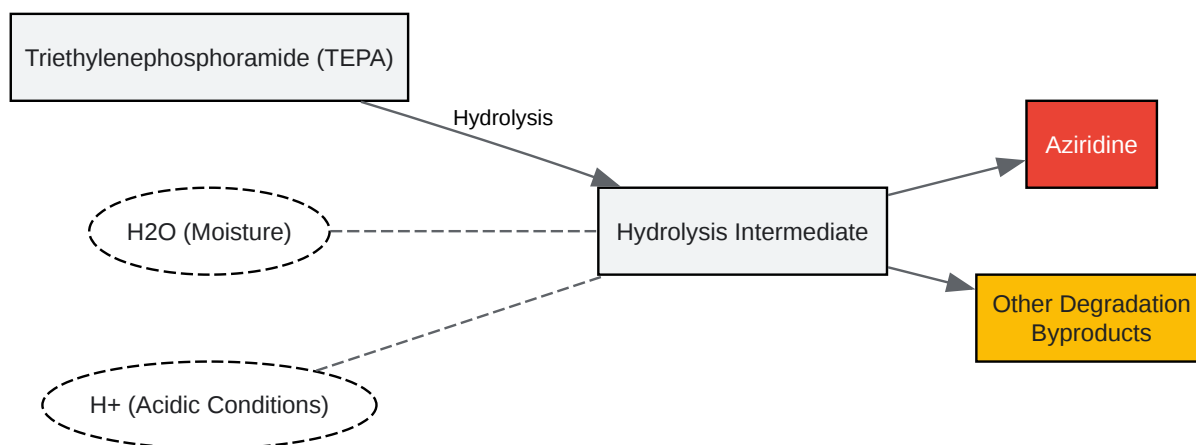 Triethylenephosphoramide (TEPA)
Hydrolysis
Aziridine
H2O (Moisture)
Hydrolysis Intermediate
Other Degradation
Byproducts
H+ (Acidic Conditions)